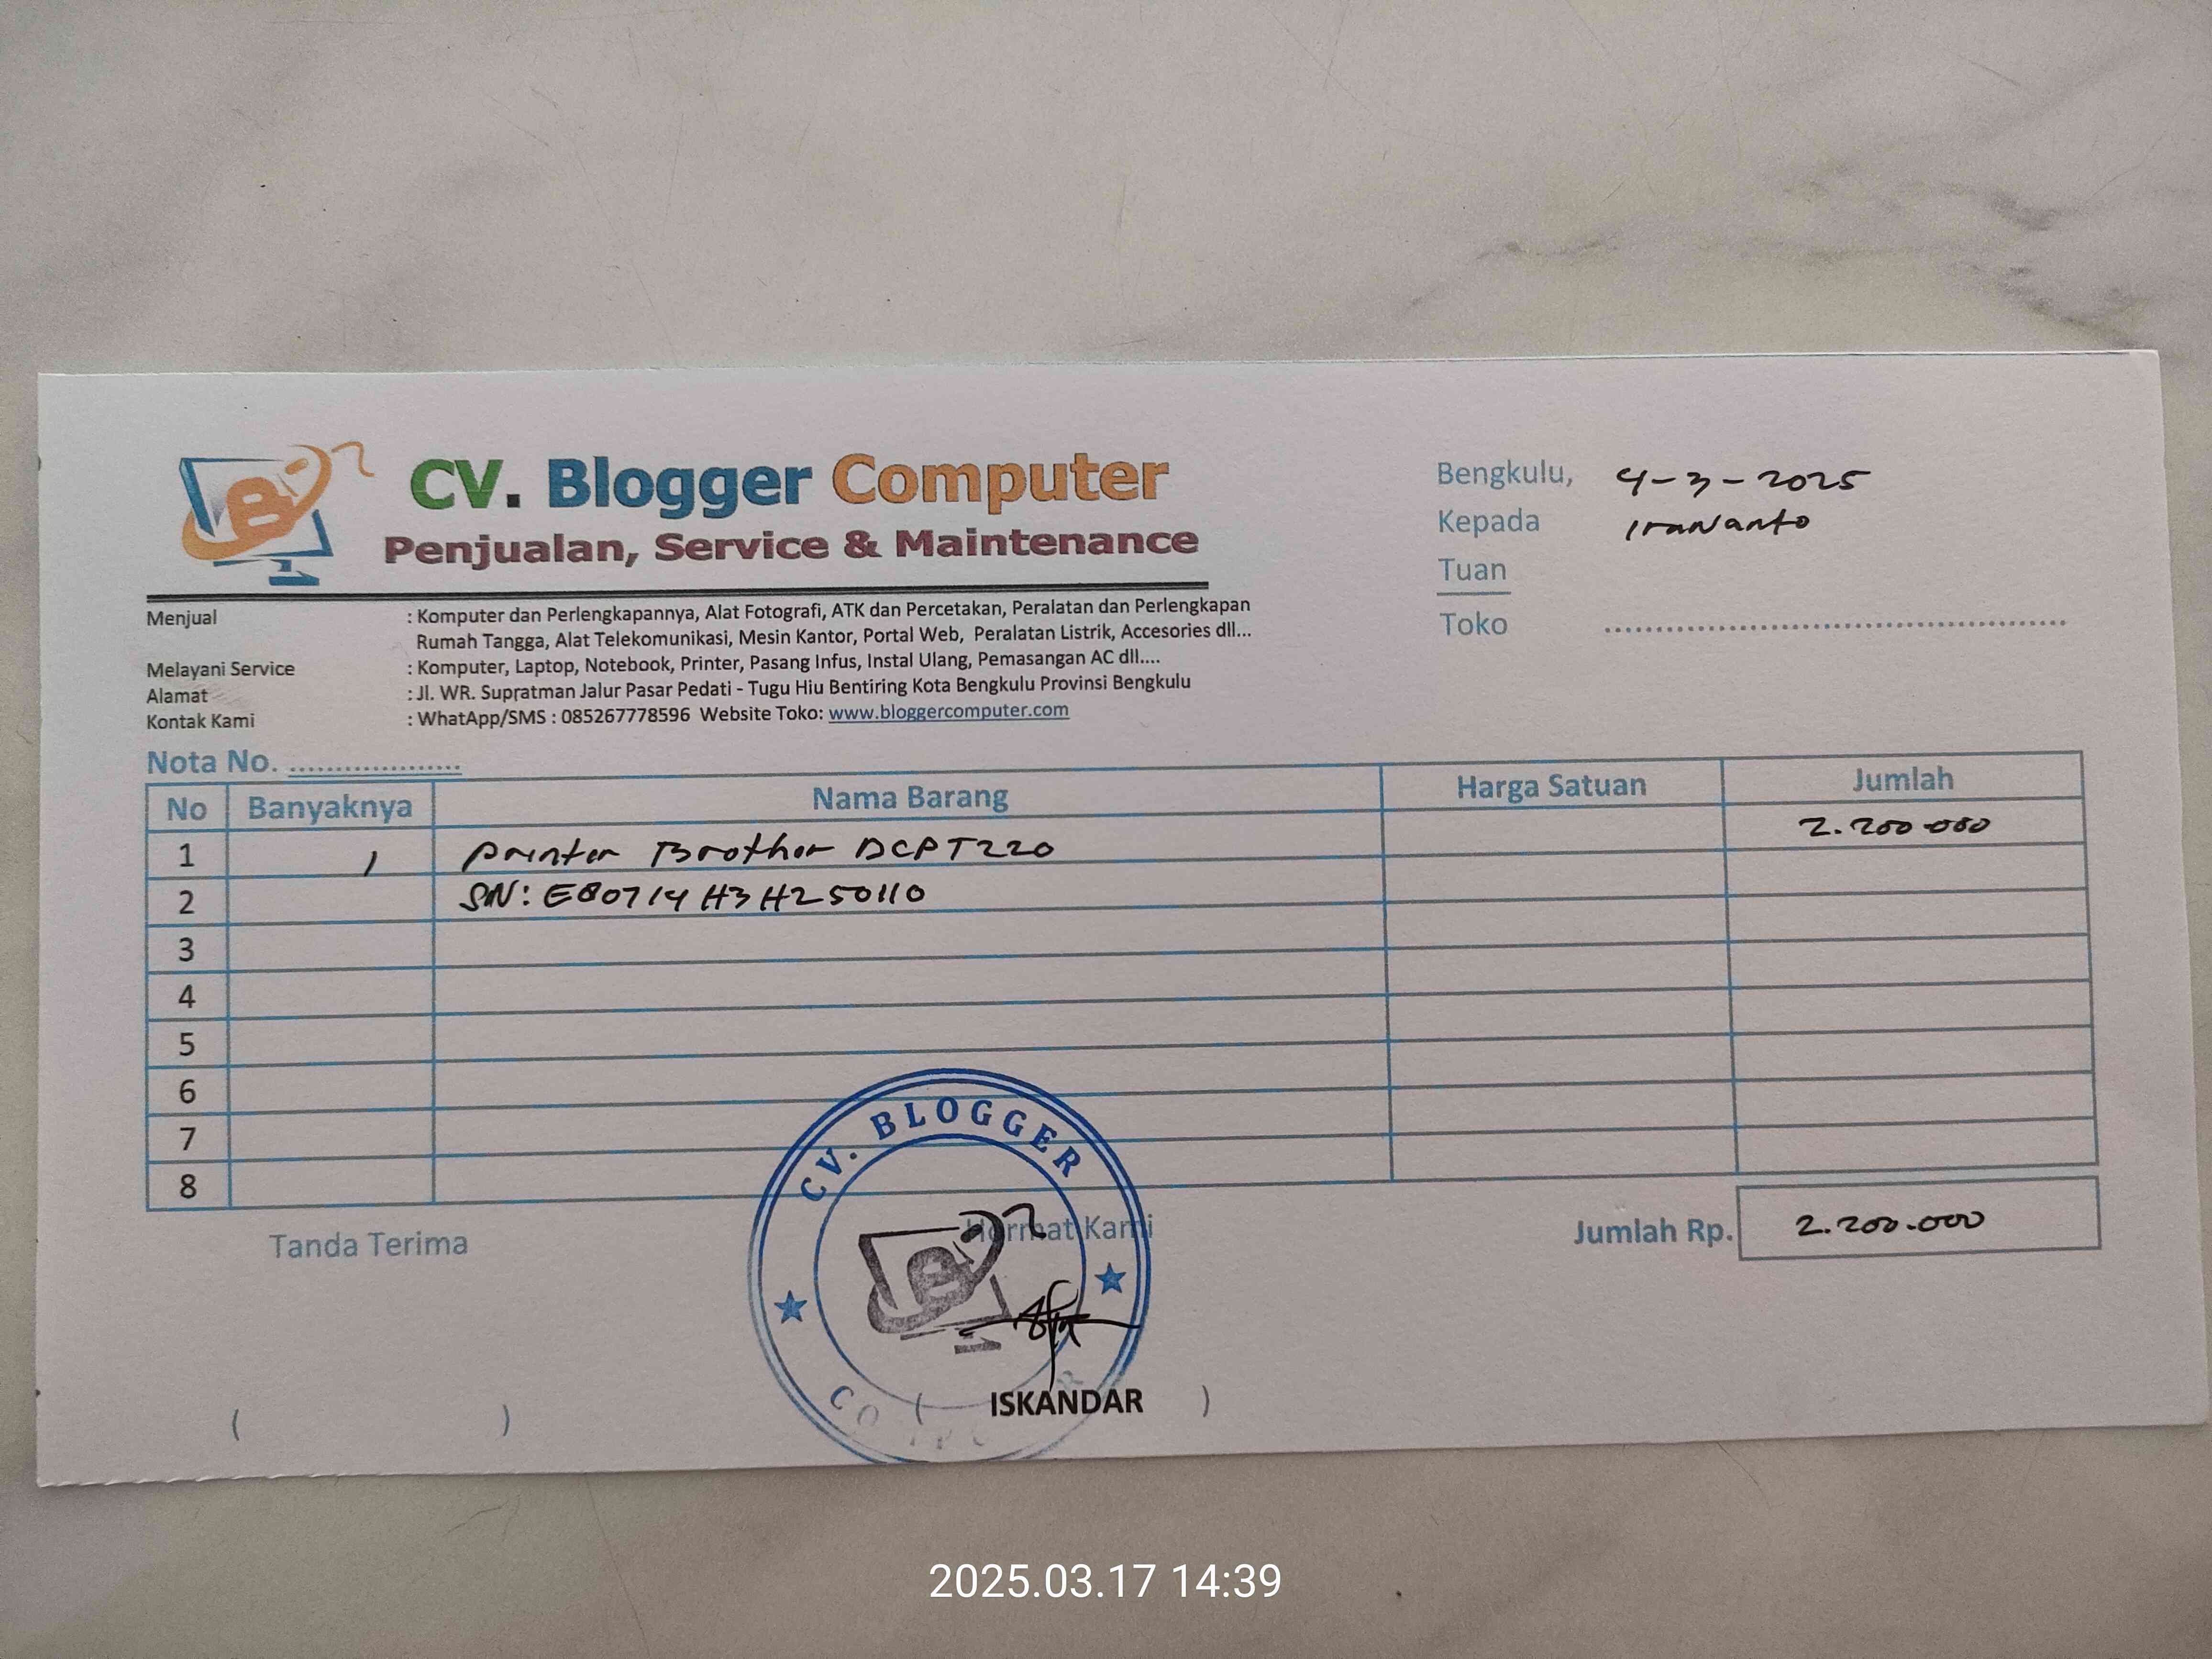 CV. Blogger Computer
Penjualan, Service & Maintenance
Bengkulu, 4-3-2025
Kepada Irawanto
Tuan
Toko ..............................................
Menjual : Komputer dan Perlengkapannya, Alat Fotografi, ATK dan Percetakan, Peralatan dan Perlengkapan
Rumah Tangga, Alat Telekomunikasi, Mesin Kantor, Portal Web, Peralatan Listrik, Accesories dll...
Melayani Service : Komputer, Laptop, Notebook, Printer, Pasang Infus, Instal Ulang, Pemasangan AC dll....
Alamat : Jl. WR. Supratman Jalur Pasar Pedati - Tugu Hiu Bentiring Kota Bengkulu Provinsi Bengkulu
Kontak Kami : WhatApp/SMS : 085267778596 Website Toko: www.bloggercomputer.com
Nota No. ...................
No Banyaknya Nama Barang Harga Satuan Jumlah
1 1 Printer Brother DCPT220 2.200.000
2 SN: E80714H3H250110
3
4
5
6
7
8
Tanda Terima Hormat Kami Jumlah Rp. 2.200.000
CV. BLOGGER
( ) ( ISKANDAR )
2025.03.17 14:39